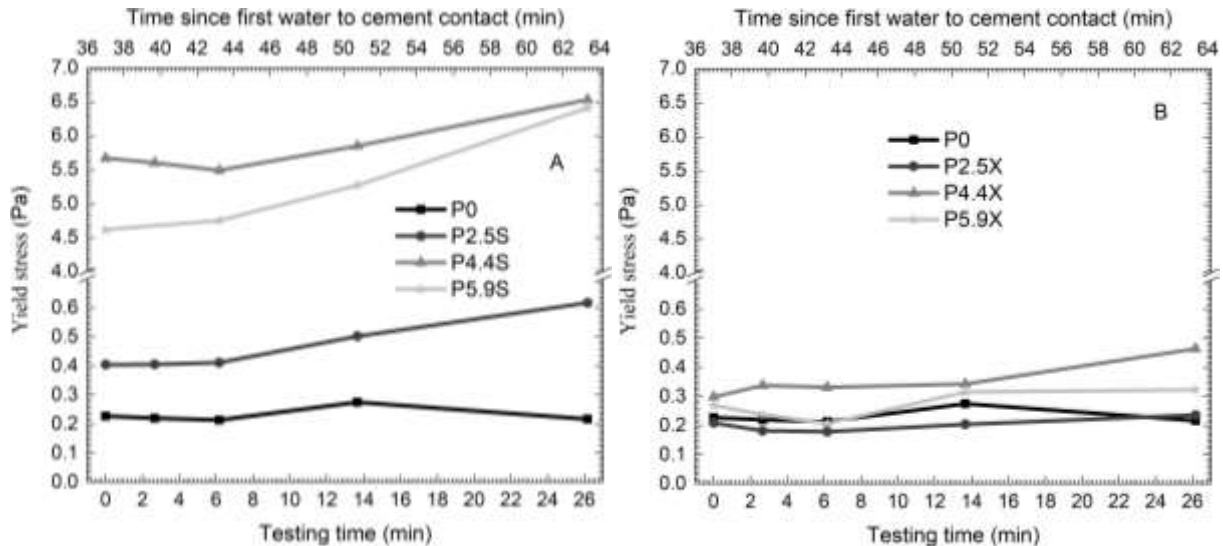 Time since first water to cement contact (min)
36 38 40 42 44 46 48 50 52 54 56 58 60 62 64
7.0
6.5
6.0
5.5
5.0
4.5
4.0
0.6
0.5
0.4
0.3
0.2
0.1
0.0
Yield stress (Pa)
A
P0
P2.5S
P4.4S
P5.9S
0 2 4 6 8 10 12 14 16 18 20 22 24 26
Testing time (min)
Time since first water to cement contact (min)
36 38 40 42 44 46 48 50 52 54 56 58 60 62 64
7.0
6.5
6.0
5.5
5.0
4.5
4.0
0.6
0.5
0.4
0.3
0.2
0.1
0.0
Yield stress (Pa)
B
P0
P2.5X
P4.4X
P5.9X
0 2 4 6 8 10 12 14 16 18 20 22 24 26
Testing time (min)